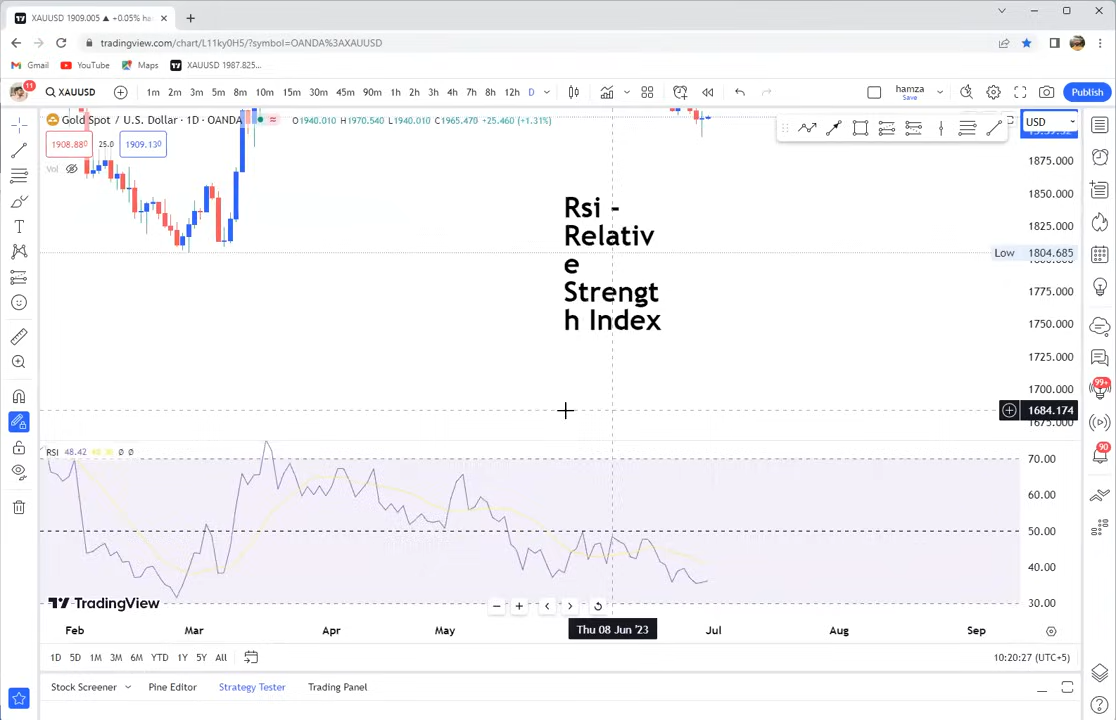 XAUUSD 1909.005 ▲ +0.05% ha
tradingview.com/chart/L11ky0H5/?symbol=OANDA%3AXAUUSD
Gmail YouTube Maps XAUUSD 1987.825...
11 XAUUSD 1m 2m 3m 5m 8m 10m 15m 30m 45m 90m 1h 2h 3h 4h 7h 8h 12h D hamza Save Publish
Gold Spot / U.S. Dollar · 1D · OANDA O1940.010 H1970.540 L1940.010 C1965.470 +25.460 (+1.31%) USD
1908.880 25.0 1909.130
Vol
1875.000
1850.000
1825.000
Low 1804.685
1775.000
1750.000
1725.000
1700.000
1684.174
1675.000
Rsi -
Relativ
e
Strengt
h Index
99+
90
RSI 48.42 Ø Ø
70.00
60.00
50.00
40.00
30.00
TradingView
Feb Mar Apr May Thu 08 Jun '23 Jul Aug Sep
1D 5D 1M 3M 6M YTD 1Y 5Y All 10:20:27 (UTC+5)
Stock Screener Pine Editor Strategy Tester Trading Panel